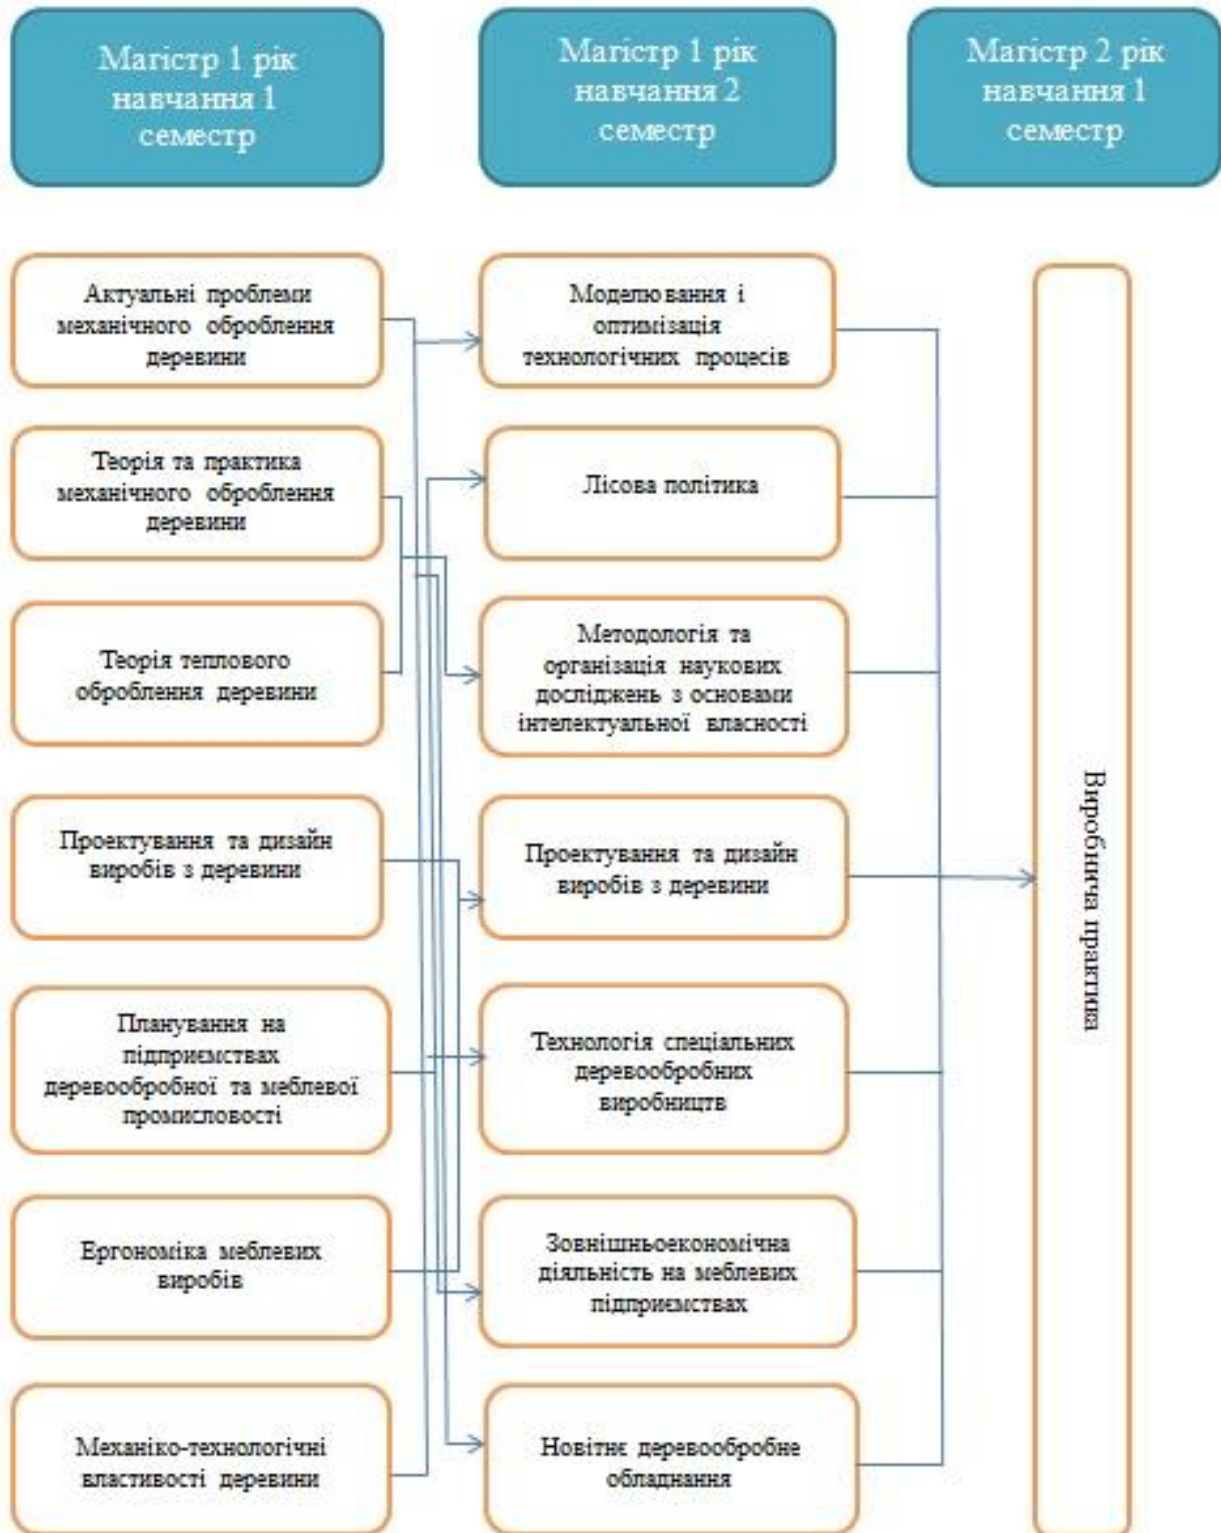 Магістр 1 рік
навчання 1
семестр
Магістр 1 рік
навчання 2
семестр
Магістр 2 рік
навчання 1
семестр
Актуальні проблеми
механічного оброблення
деревини
Теорія та практика
механічного оброблення
деревини
Теорія теплового
оброблення деревини
Проектування та дизайн
виробів з деревини
Планування на
підприємствах
деревообробної та меблевої
промисловості
Ергономіка меблевих
виробів
Механіко-технологічні
властивості деревини
Моделювання і
оптимізація
технологічних процесів
Лісова політика
Методологія та
організація наукових
досліджень з основами
інтелектуальної власності
Проектування та дизайн
виробів з деревини
Технологія спеціальних
деревообробних
виробництв
Зовнішньоекономічна
діяльність на меблевих
підприємствах
Новітнє деревообробне
обладнання
Виробнича практика